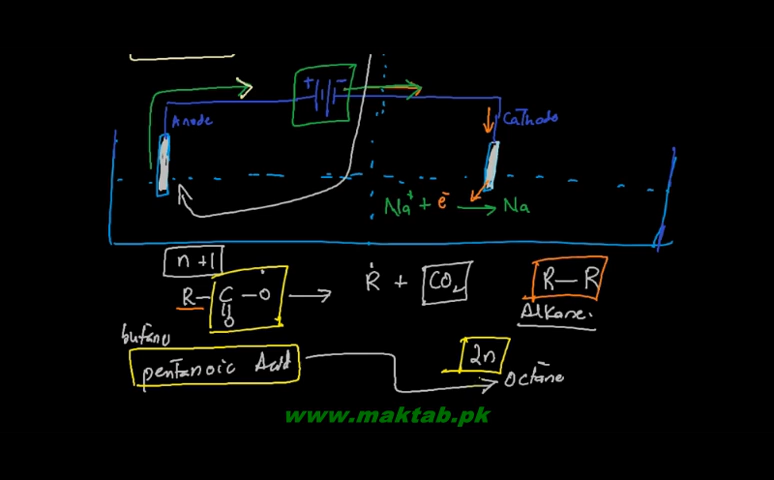 + −
Anode Cathode
Na⁺ + e⁻ → Na
n + 1
R — C — O → R + CO₂ R — R
O
Alkane.
butano
2n
pentanoic Acid → Octane
www.maktab.pk